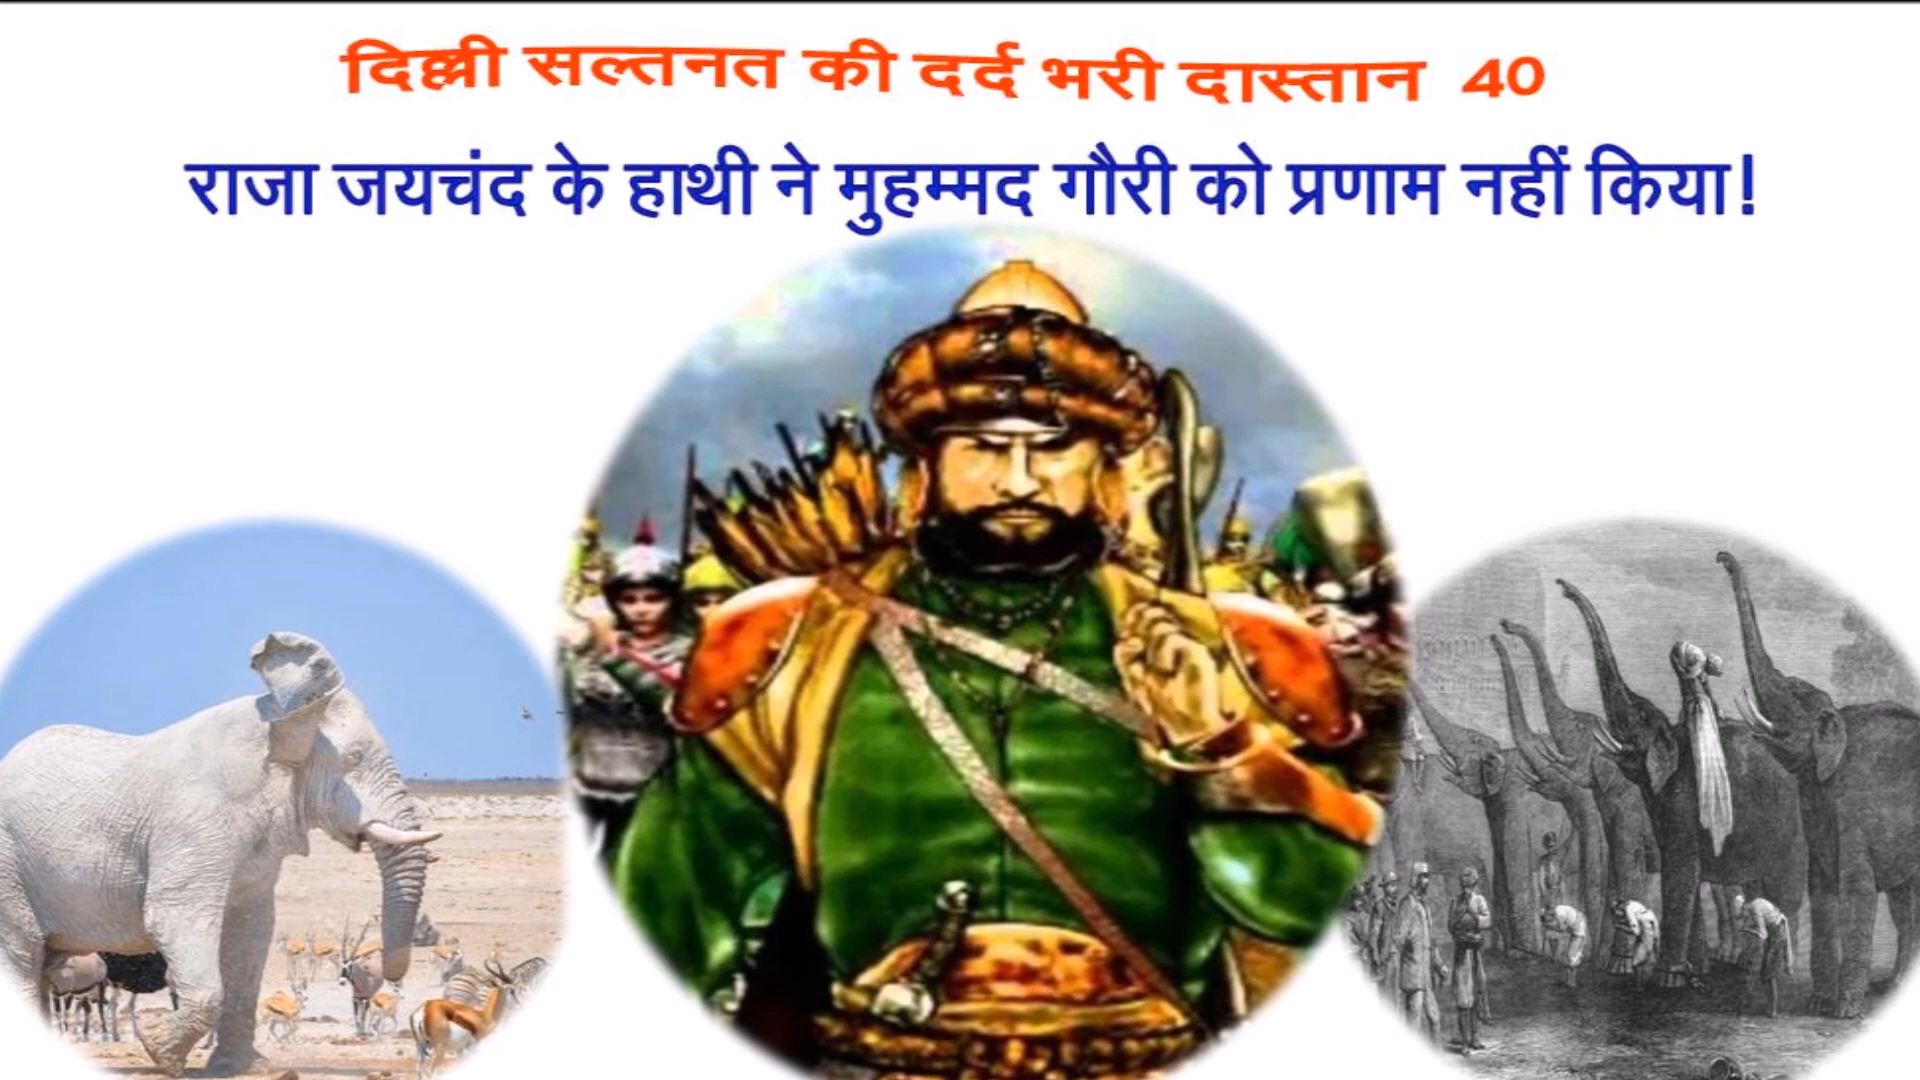 दिल्ली सल्तनत की दर्द भरी दास्तान 40
राजा जयचंद के हाथी ने मुहम्मद गौरी को प्रणाम नहीं किया!